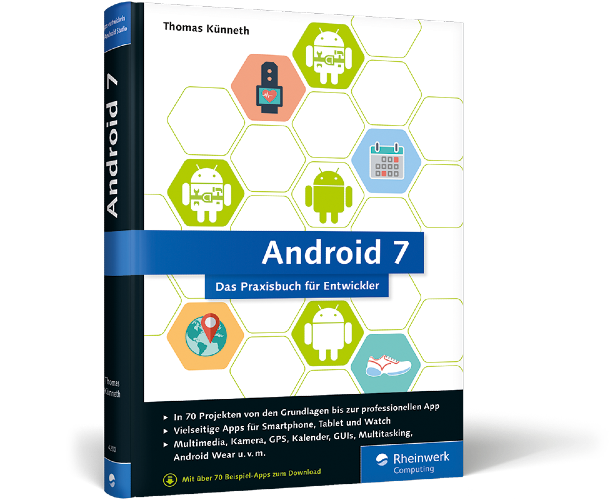 Thomas Künneth
Android 7
Das Praxisbuch für Entwickler
In 70 Projekten von den Grundlagen bis zur professionellen App
Vielseitige Apps für Smartphone, Tablet und Watch
Multimedia, Kamera, GPS, Kalender, GUIs, Multitasking,
Android Wear u. v. m.
Mit über 70 Beispiel-Apps zum Download
Rheinwerk
Computing
Android 7
Thomas
Künneth